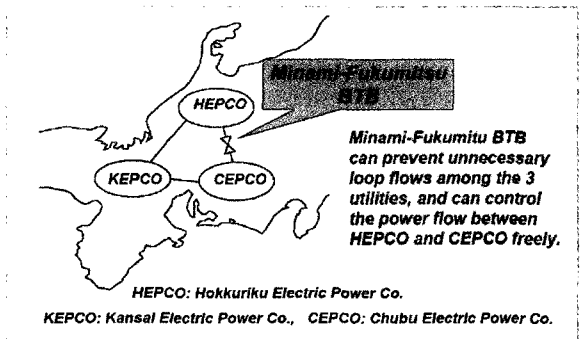 Minami-Fukumitsu
BTB
HEPCO
KEPCO
CEPCO
Minami-Fukumitu BTB
can prevent unnecessary
loop flows among the 3
utilities, and can control
the power flow between
HEPCO and CEPCO freely.
HEPCO: Hokkuriku Electric Power Co.
KEPCO: Kansai Electric Power Co., CEPCO: Chubu Electric Power Co.